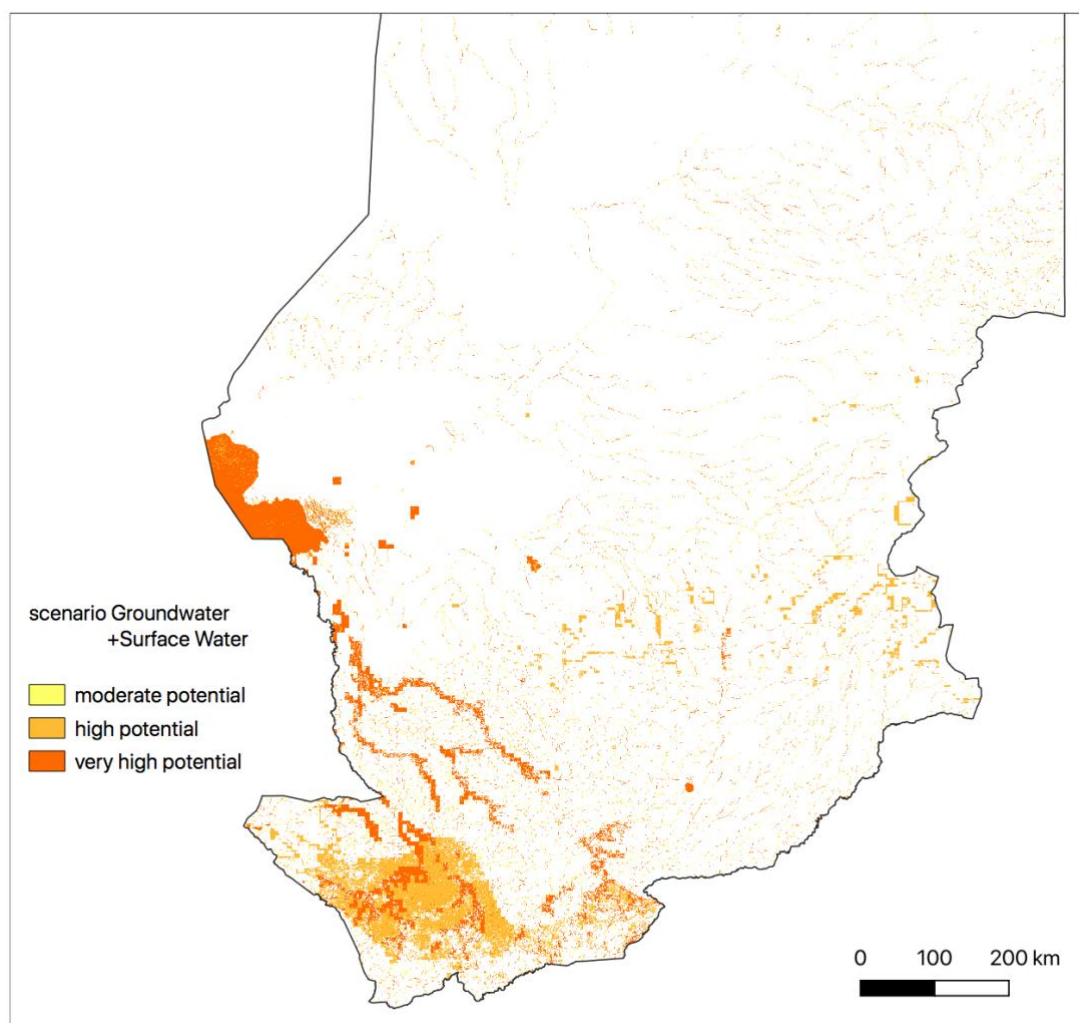 scenario Groundwater
+Surface Water
moderate potential
high potential
very high potential
0 100 200 km